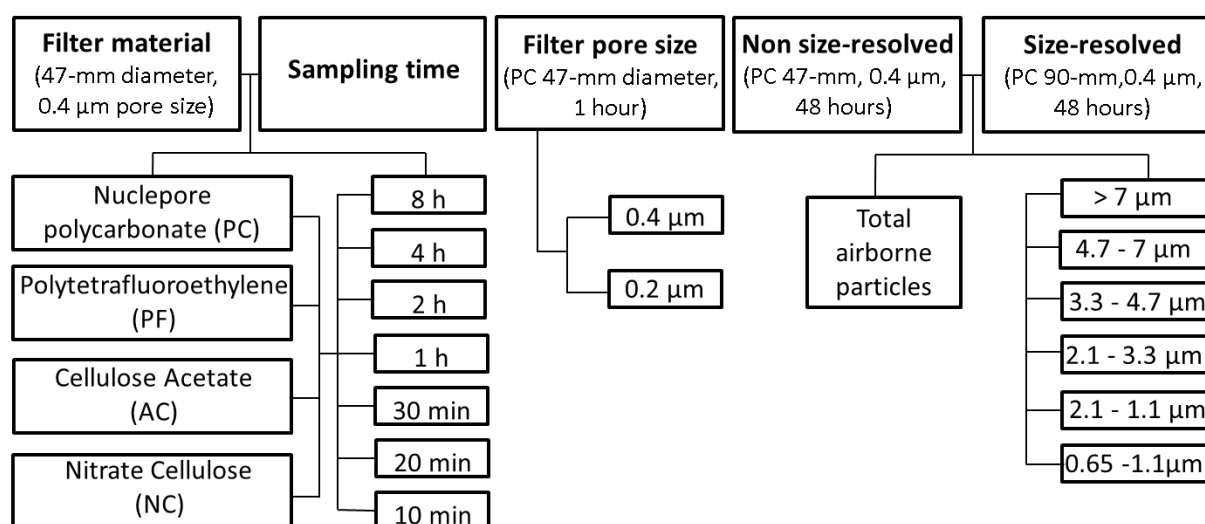 Filter material
(47-mm diameter,
0.4 µm pore size)
Sampling time
Filter pore size
(PC 47-mm diameter,
1 hour)
Non size-resolved
(PC 47-mm, 0.4 µm,
48 hours)
Size-resolved
(PC 90-mm,0.4 µm,
48 hours)
Nuclepore
polycarbonate (PC)
Polytetrafluoroethylene
(PF)
Cellulose Acetate
(AC)
Nitrate Cellulose
(NC)
8 h
4 h
2 h
1 h
30 min
20 min
10 min
0.4 µm
0.2 µm
Total
airborne
particles
> 7 µm
4.7 - 7 µm
3.3 - 4.7 µm
2.1 - 3.3 µm
2.1 - 1.1 µm
0.65 -1.1µm